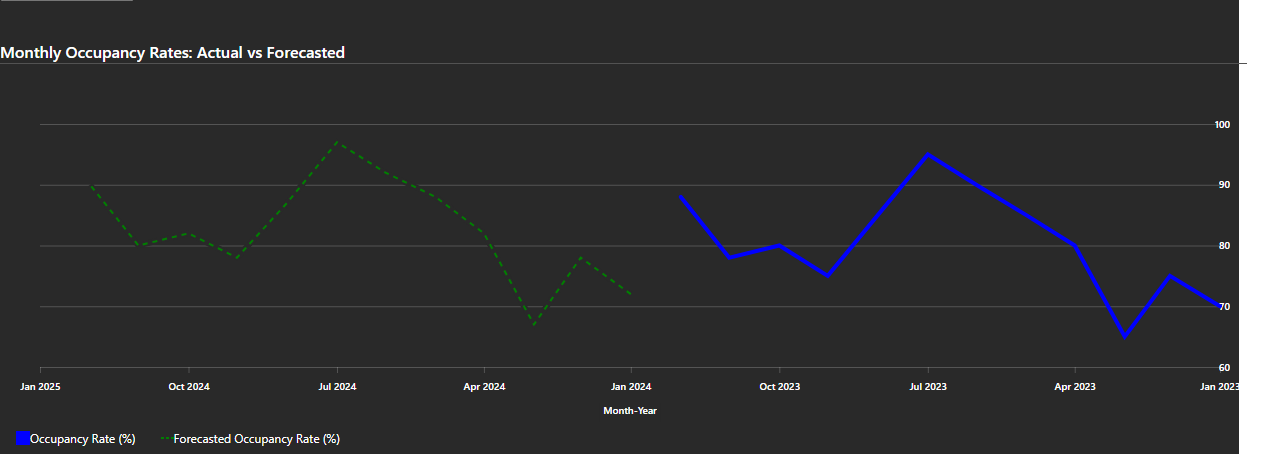 Monthly Occupancy Rates: Actual vs Forecasted
100
90
80
70
60
Jan 2025 Oct 2024 Jul 2024 Apr 2024 Jan 2024 Oct 2023 Jul 2023 Apr 2023 Jan 2023
Month-Year
Occupancy Rate (%) Forecasted Occupancy Rate (%)